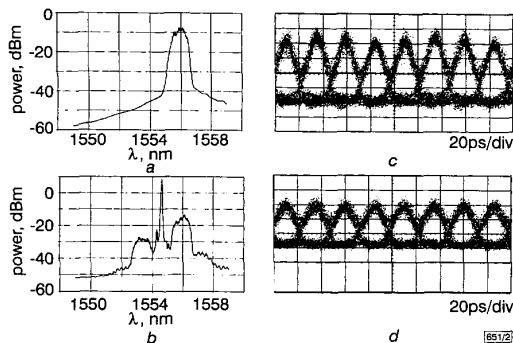 power, dBm
0
-20
-40
-60
1550
1554
1558
λ, nm
a
20ps/div
c
power, dBm
0
-20
-40
-60
1550
1554
1558
λ, nm
b
20ps/div
d
651/2